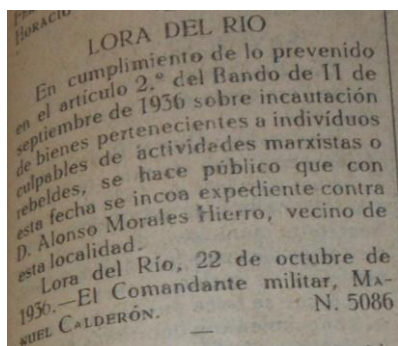 HORACIO
LORA DEL RIO
En cumplimiento de lo prevenido
en el artículo 2.º del Bando de 11 de
septiembre de 1936 sobre incautación
de bienes pertenecientes a indivíduos
culpables de actividades marxistas o
rebeldes, se hace público que con
esta fecha se incoa expediente contra
D. Alonso Morales Hierro, vecino de
esta localidad.
Lora del Río, 22 de octubre de
1936.—El Comandante militar, MA-
NUEL CALDERÓN. N. 5086